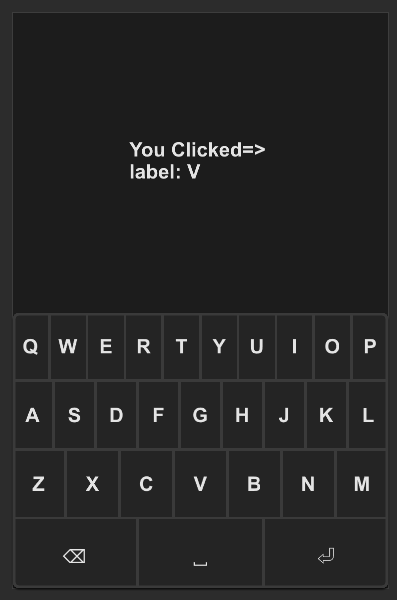 You Clicked=>
label: V
Q W E R T Y U I O P
A S D F G H J K L
Z X C V B N M
⌫ ⎵ ⏎